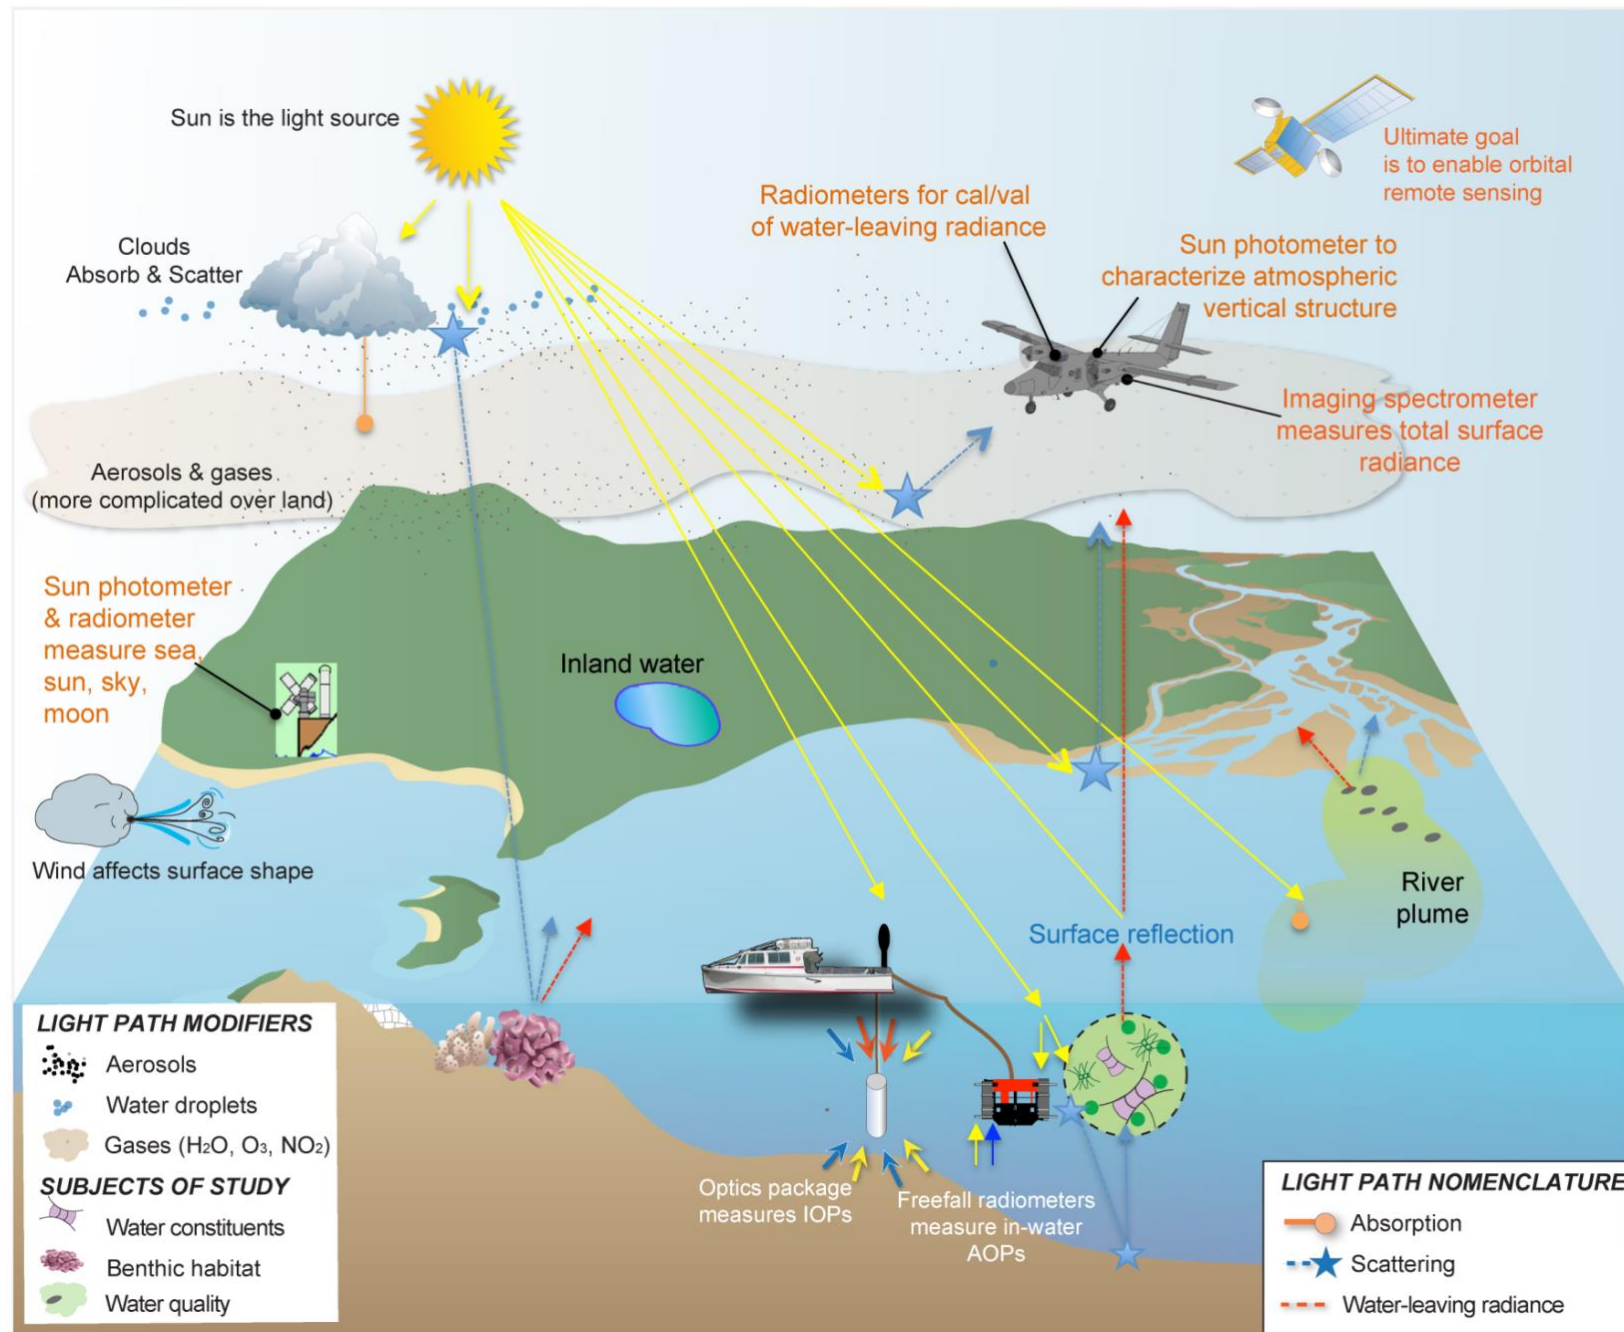 Sun is the light source
Ultimate goal
is to enable orbital
remote sensing
Radiometers for cal/val
of water-leaving radiance
Clouds
Absorb & Scatter
Sun photometer to
characterize atmospheric
vertical structure
Imaging spectrometer
measures total surface
radiance
Aerosols & gases
(more complicated over land)
Sun photometer
& radiometer
measure sea,
sun, sky,
moon
Inland water
Wind affects surface shape
River
plume
Surface reflection
Optics package
measures IOPs
Freefall radiometers
measure in-water
AOPs
LIGHT PATH MODIFIERS
Aerosols
Water droplets
Gases (H₂O, O₃, NO₂)
SUBJECTS OF STUDY
Water constituents
Benthic habitat
Water quality
LIGHT PATH NOMENCLATURE
Absorption
Scattering
Water-leaving radiance